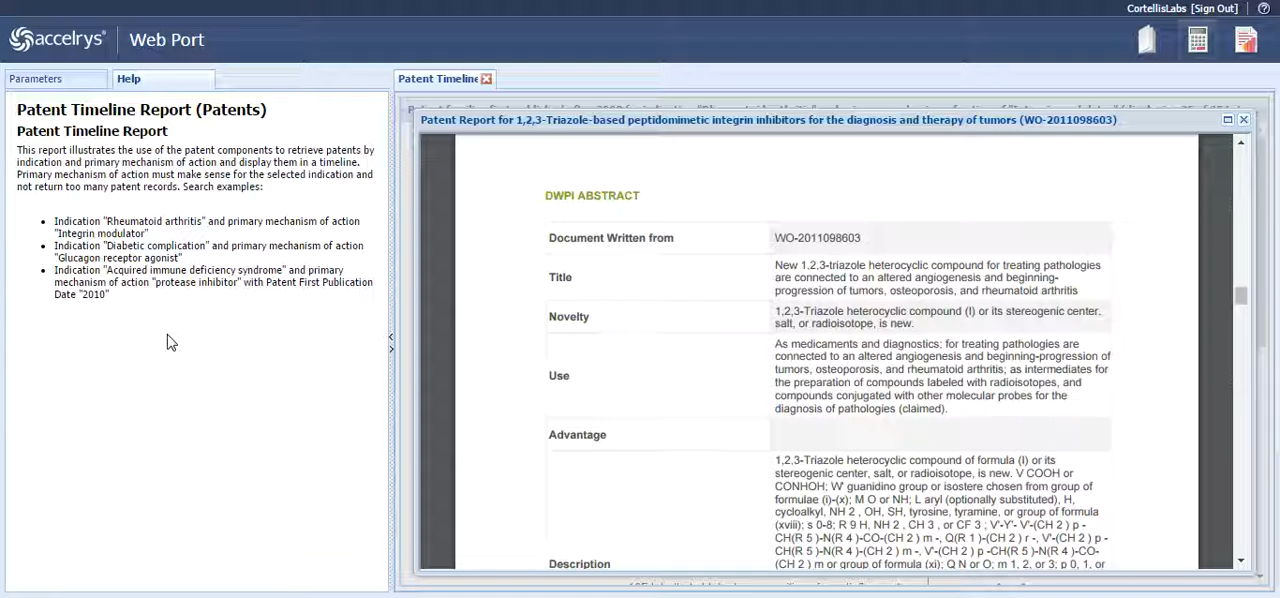 CortellisLabs [Sign Out]
accelrys
Web Port
Parameters
Help
Patent Timeline Report (Patents)
Patent Timeline Report
This report illustrates the use of the patent components to retrieve patents by
indication and primary mechanism of action and display them in a timeline.
Primary mechanism of action must make sense for the selected indication and
not return too many patent records. Search examples:
Indication "Rheumatoid arthritis" and primary mechanism of action
"Integrin modulator"
Indication "Diabetic complication" and primary mechanism of action
"Glucagon receptor agonist"
Indication "Acquired immune deficiency syndrome" and primary
mechanism of action "protease inhibitor" with Patent First Publication
Date "2010"
Patent Timeline
Patent Report for 1,2,3-Triazole-based peptidomimetic integrin inhibitors for the diagnosis and therapy of tumors (WO-2011098603)
DWPI ABSTRACT
Document Written from
WO-2011098603
Title
New 1,2,3-triazole heterocyclic compound for treating pathologies
are connected to an altered angiogenesis and beginning-
progression of tumors, osteoporosis, and rheumatoid arthritis
Novelty
1,2,3-Triazole heterocyclic compound (I) or its stereogenic center,
salt, or radioisotope, is new.
Use
As medicaments and diagnostics; for treating pathologies are
connected to an altered angiogenesis and beginning-progression of
tumors, osteoporosis, and rheumatoid arthritis; as intermediates for
the preparation of compounds labeled with radioisotopes, and
compounds conjugated with other molecular probes for the
diagnosis of pathologies (claimed).
Advantage
Description
1,2,3-Triazole heterocyclic compound of formula (I) or its
stereogenic center, salt, or radioisotope, is new. V COOH or
CONHOH; W' guanidino group or isostere chosen from group of
formulae (i)-(x); M O or NH; L aryl (optionally substituted), H,
cycloalkyl, NH 2 , OH, SH, tyrosine, tyramine, or group of formula
(xviii); s 0-8; R 9 H, NH 2 , CH 3 , or CF 3 ; V'-Y'- V'-(CH 2 ) p -
CH(R 5 )-N(R 4 )-CO-(CH 2 ) m -, Q(R 1 )-(CH 2 ) r -, V'-(CH 2 ) p -
CH(R 5 )-N(R 4 )-(CH 2 ) m -, V'-(CH 2 ) p -CH(R 5 )-N(R 4 )-CO-
(CH 2 ) m or group of formula (xi); Q N or O; m 1, 2, or 3; p 0, 1, or